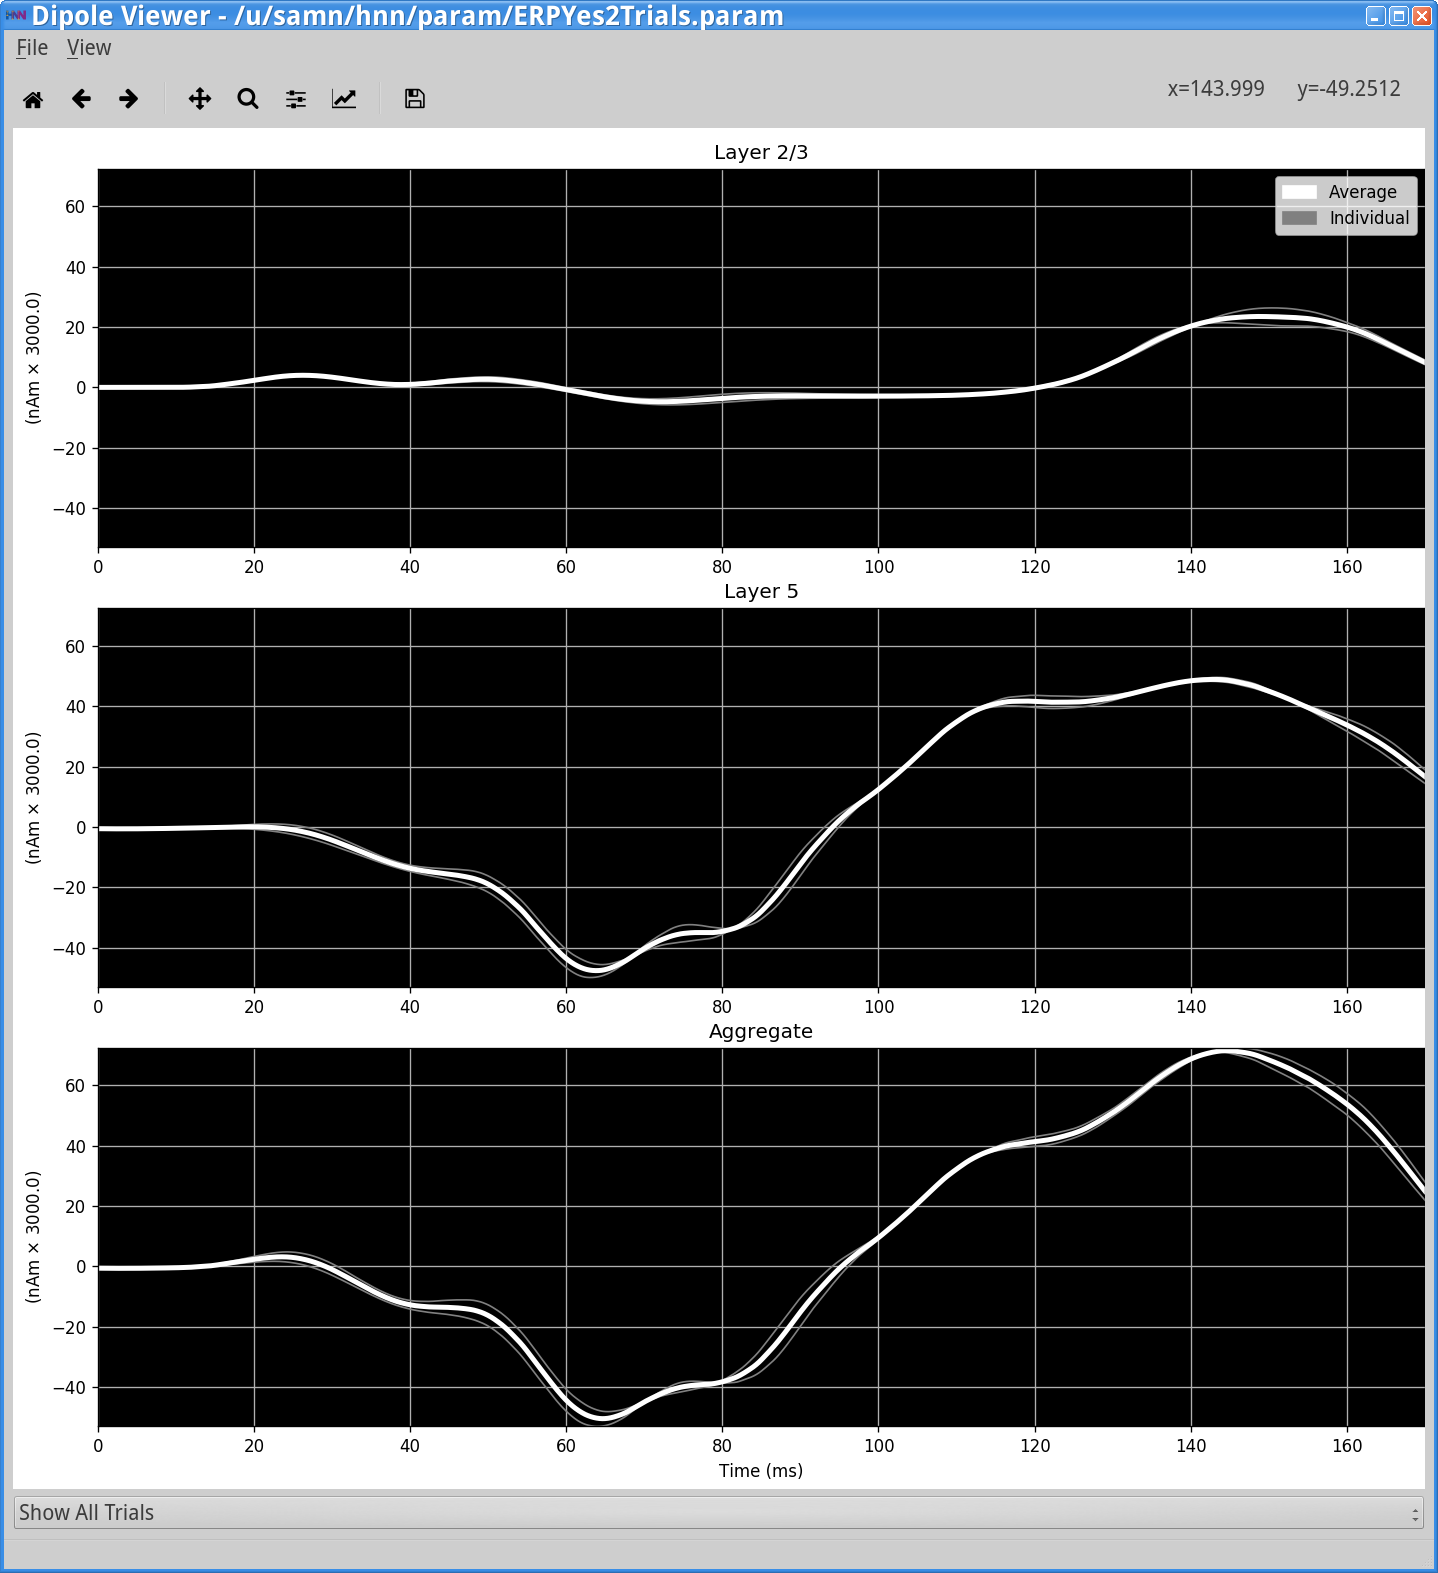 HNN Dipole Viewer - /u/samn/hnn/param/ERPYes2Trials.param
File View
x=143.999 y=-49.2512
Layer 2/3
Average
Individual
60
40
20
0
−20
−40
(nAm × 3000.0)
0 20 40 60 80 100 120 140 160
Layer 5
60
40
20
0
−20
−40
(nAm × 3000.0)
0 20 40 60 80 100 120 140 160
Aggregate
60
40
20
0
−20
−40
(nAm × 3000.0)
0 20 40 60 80 100 120 140 160
Time (ms)
Show All Trials